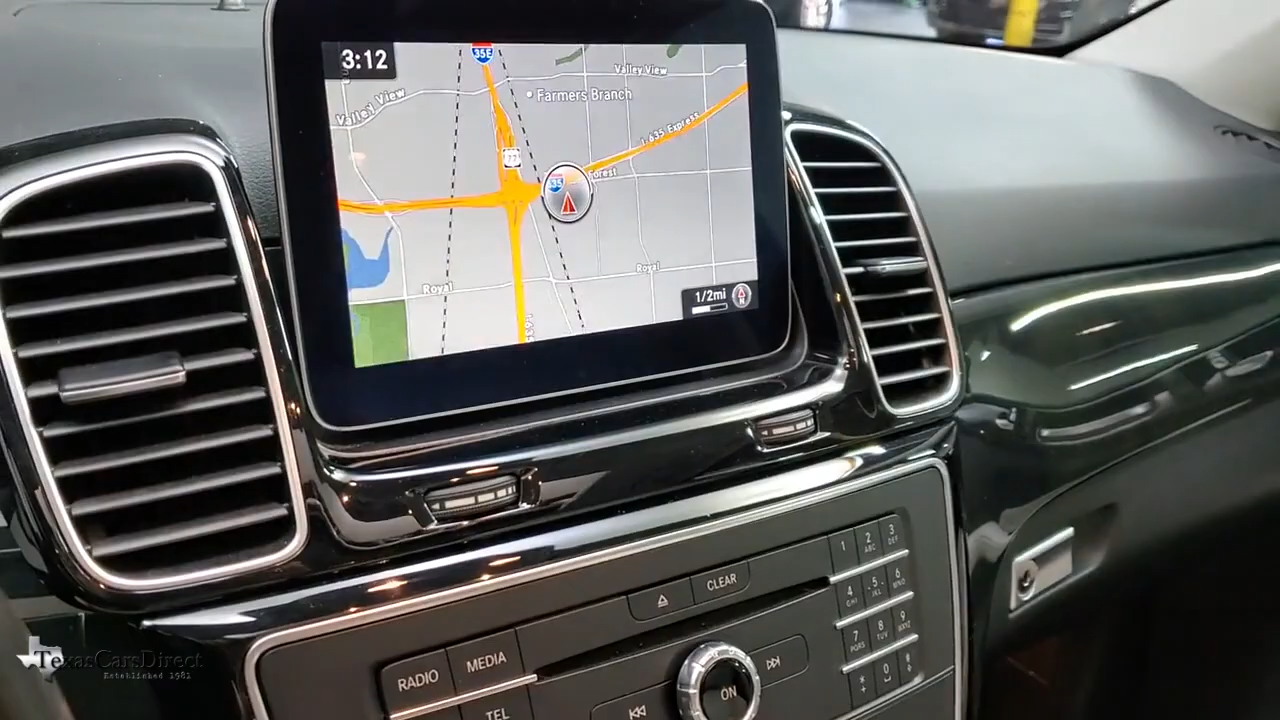 3:12
35E
Valley View
Valley View
Farmers Branch
77
I-635 Express
Forest
35
Royal
Royal
1/2mi
N
CLEAR
1
2 ABC
3 DEF
4 GHI
5 JKL
6 MNO
7 PQRS
8 TUV
9 WXYZ
*
0
RADIO
MEDIA
TEL
ON
TexasCarsDirect
Established 1982